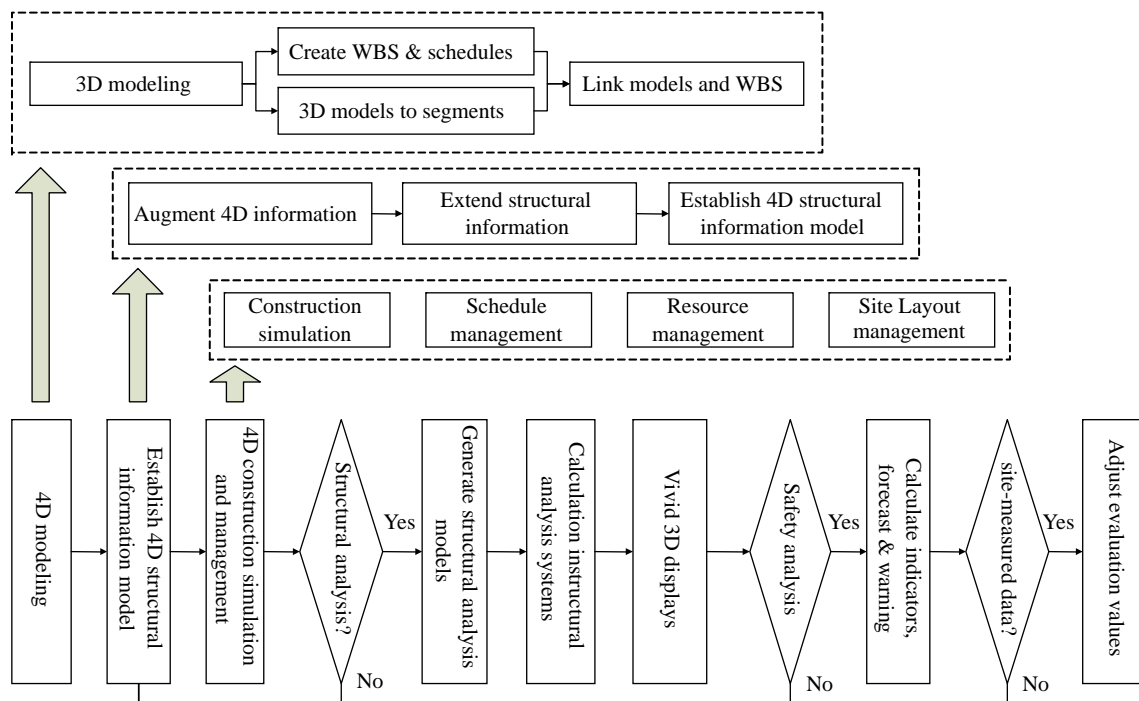 Create WBS & schedules
3D modeling
Link models and WBS
3D models to segments
Augment 4D information
Extend structural
information
Establish 4D structural
information model
Construction
simulation
Schedule
management
Resource
management
Site Layout
management
4D modeling
Establish 4D structural
information model
4D construction simulation
and management
Structural analysis?
Yes
No
Generate structural analysis
models
Calculation instructural
analysis systems
Vivid 3D displays
Safety analysis
Yes
No
Calculate indicators,
forecast & warning
site-measured data?
Yes
No
Adjust evaluation values